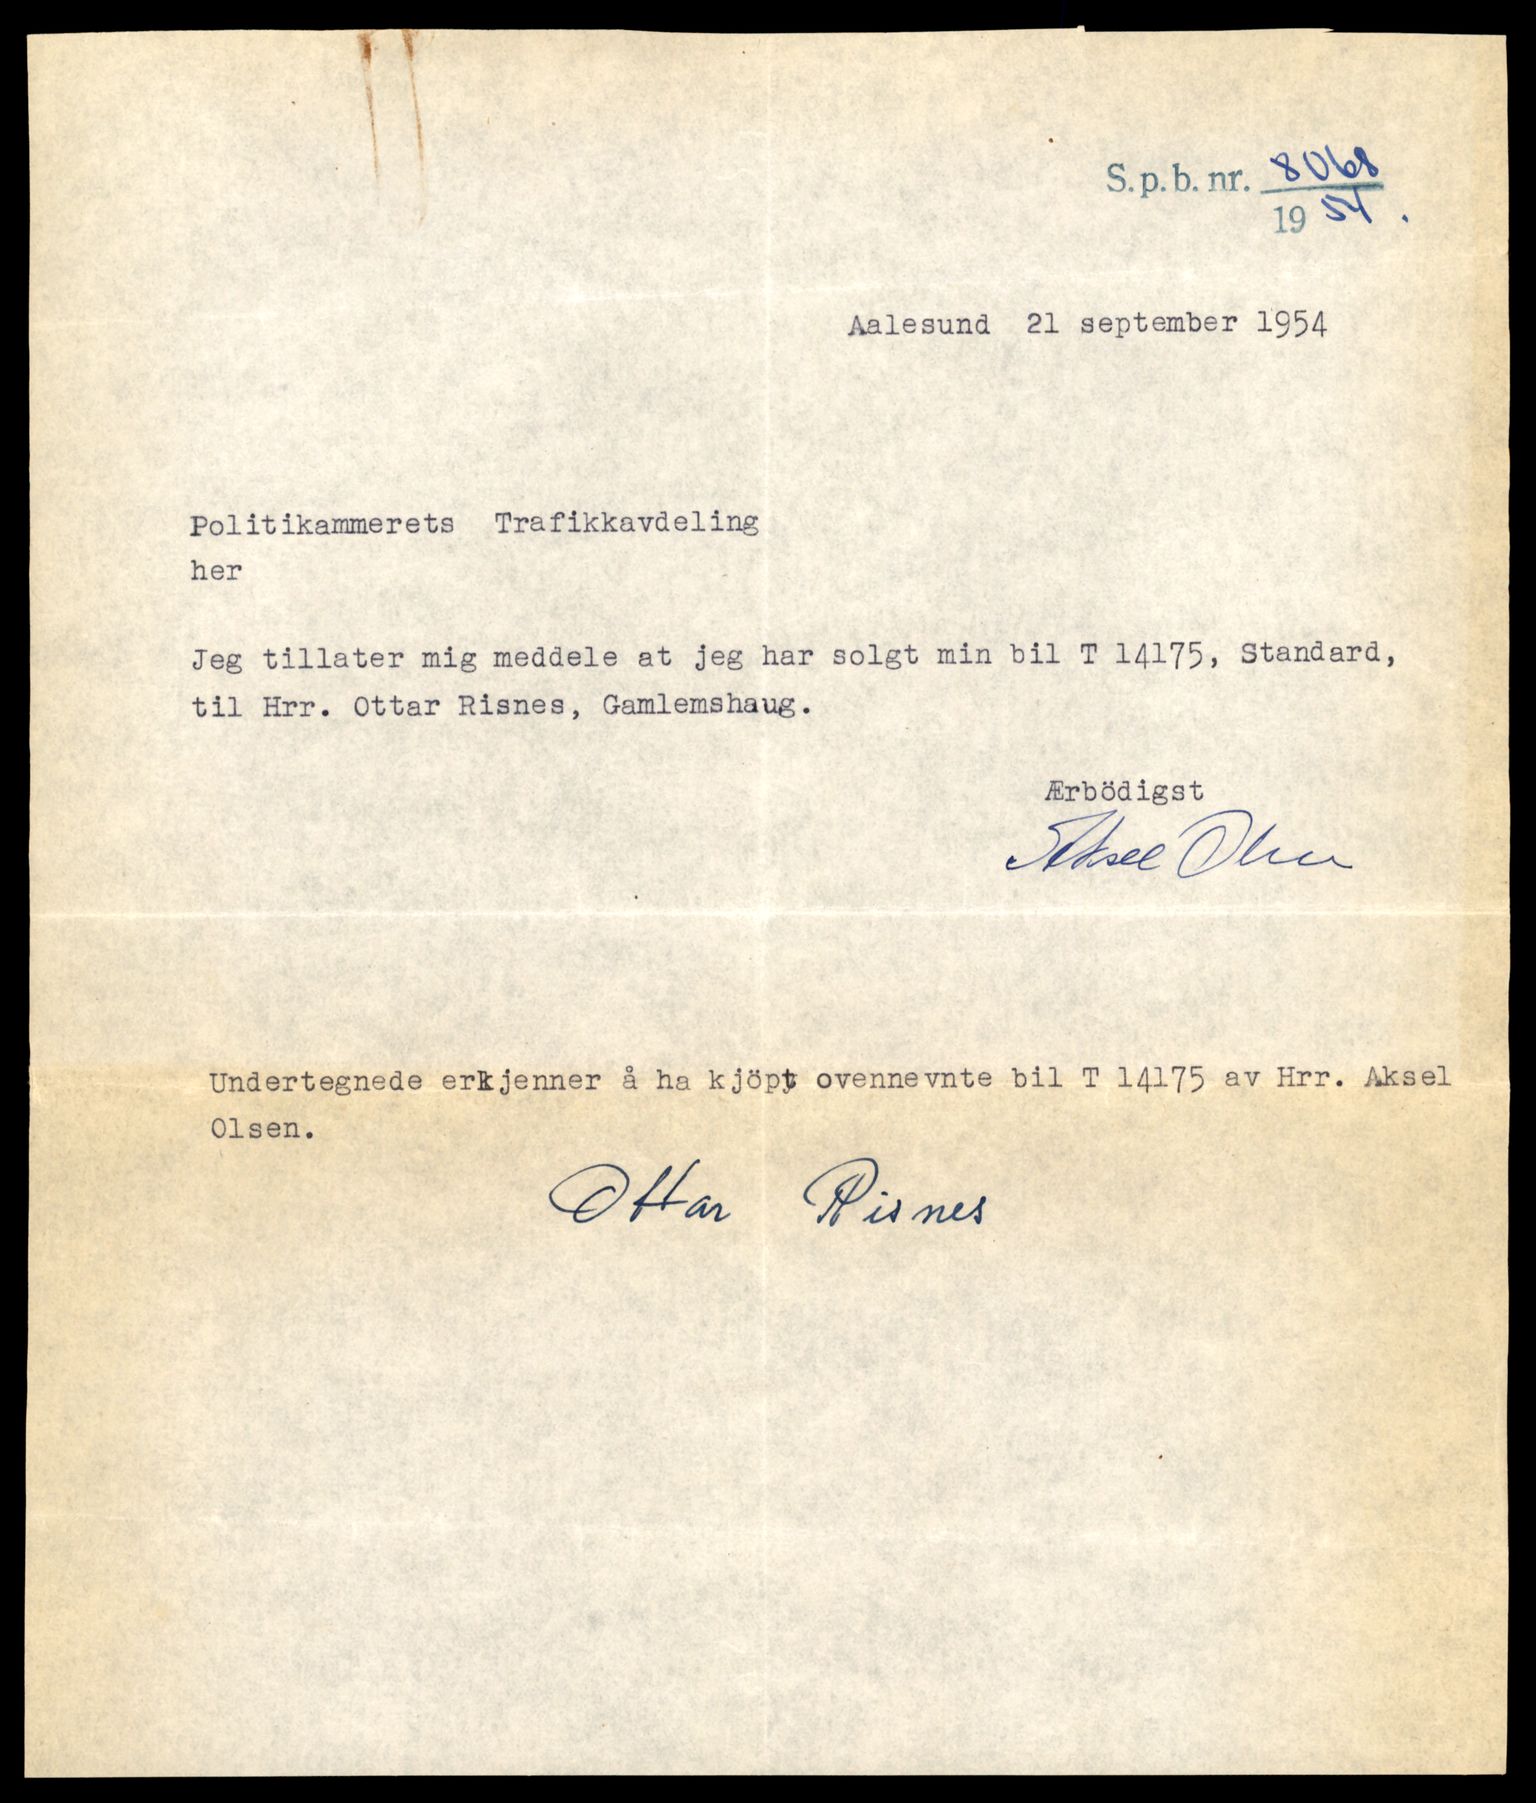 S.p.b. nr. 8068
19 54.
Aalesund 21 september 1954
Politikammerets Trafikkavdeling
her
Jeg tillater mig meddele at jeg har solgt min bil T 14175, Standard,
til Hrr. Ottar Risnes, Gamlemshaug.
Ærbödigst
Aksel Olsen
Undertegnede erkjenner å ha kjöpt ovennevnte bil T 14175 av Hrr. Aksel
Olsen.
Ottar Risnes